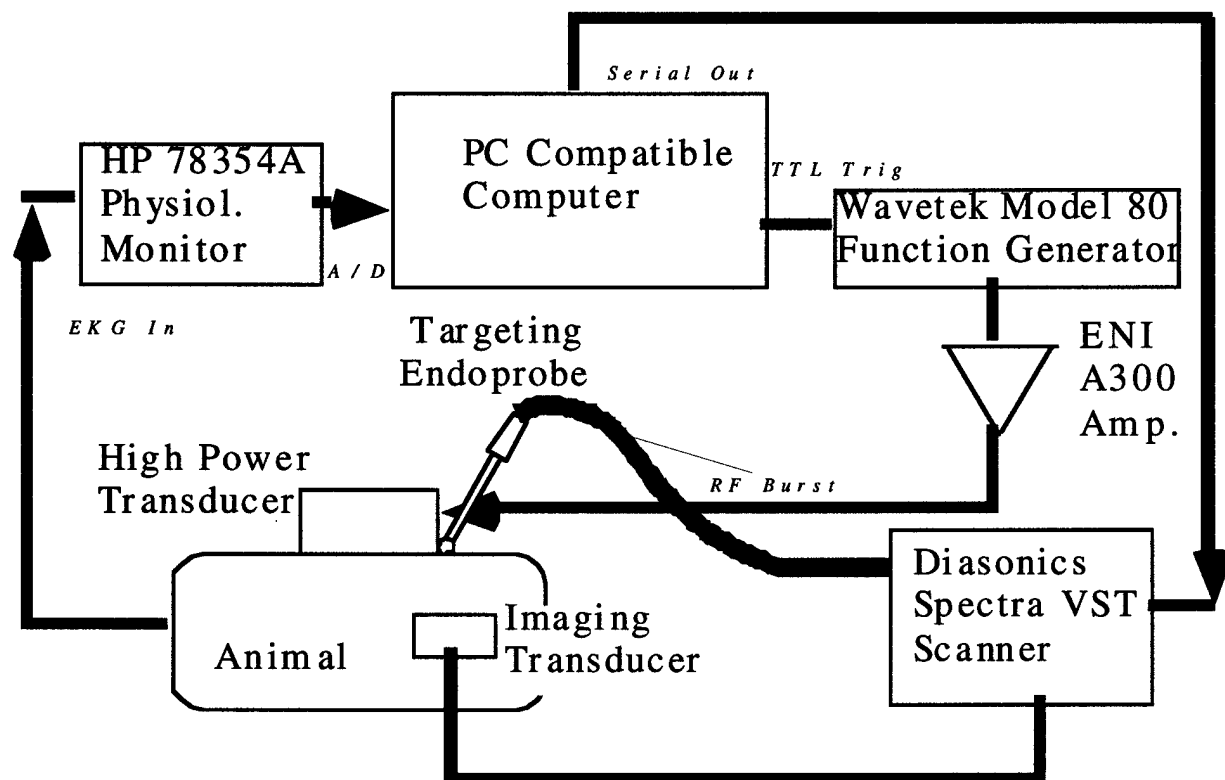 Serial Out
HP 78354A
Physiol.
Monitor
PC Compatible
Computer
TTL Trig
Wavetek Model 80
Function Generator
A/D
EKG In
Targeting
Endoprobe
ENI
A300
Amp.
High Power
Transducer
RF Burst
Diasonics
Spectra VST
Scanner
Imaging
Transducer
Animal